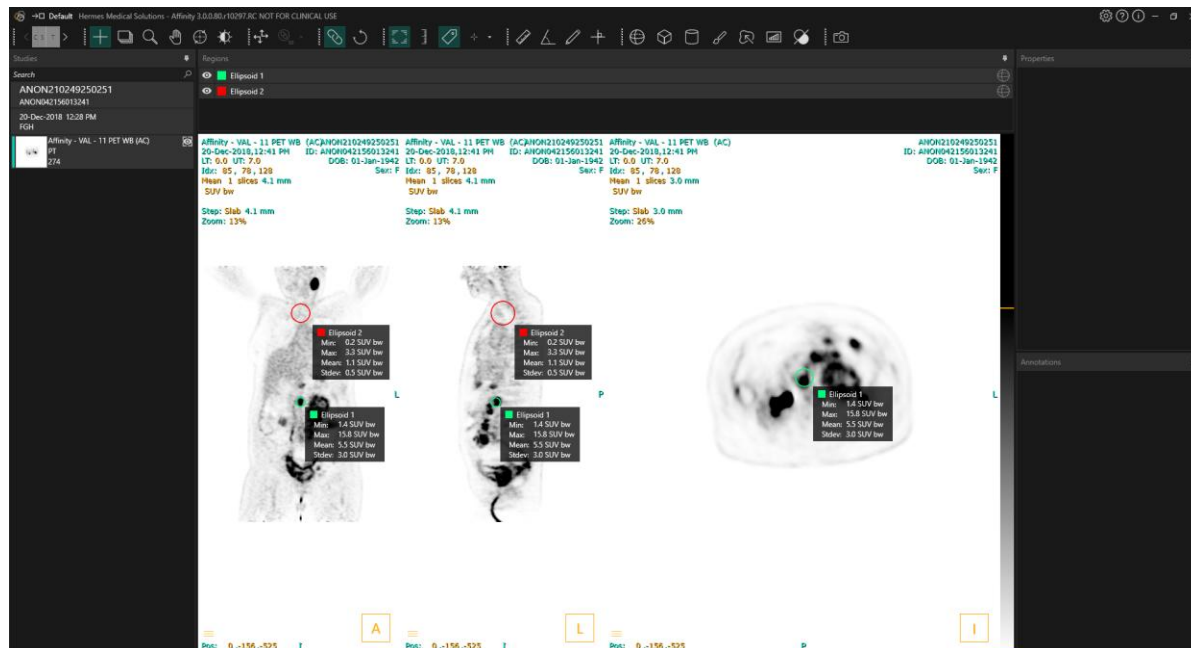 Default Hermes Medical Solutions - Affinity 3.0.0.80.r10297.RC NOT FOR CLINICAL USE
C S T
Studies
Search
ANON210249250251
ANON042156013241
20-Dec-2018 12:28 PM
FGH
Affinity - VAL - 11 PET WB (AC)
PT
274
Regions
Ellipsoid 1
Ellipsoid 2
Properties
Annotations
Affinity - VAL - 11 PET WB (AC)ANON210249250251
20-Dec-2018,12:41 PM ID: ANON042156013241
LT: 0.0 UT: 7.0 DOB: 01-Jan-1942
Idx: 85, 78, 128 Sex: F
Mean 1 slices 4.1 mm
SUV bw
Step: Slab 4.1 mm
Zoom: 13%
Ellipsoid 2
Min: 0.2 SUV bw
Max: 3.3 SUV bw
Mean: 1.1 SUV bw
Stdev: 0.5 SUV bw
L
Ellipsoid 1
Min: 1.4 SUV bw
Max: 15.8 SUV bw
Mean: 5.5 SUV bw
Stdev: 3.0 SUV bw
A
Pos: 0,-156,-525 I
Affinity - VAL - 11 PET WB (AC)ANON210249250251
20-Dec-2018,12:41 PM ID: ANON042156013241
LT: 0.0 UT: 7.0 DOB: 01-Jan-1942
Idx: 85, 78, 128 Sex: F
Mean 1 slices 4.1 mm
SUV bw
Step: Slab 4.1 mm
Zoom: 13%
Ellipsoid 2
Min: 0.2 SUV bw
Max: 3.3 SUV bw
Mean: 1.1 SUV bw
Stdev: 0.5 SUV bw
P
Ellipsoid 1
Min: 1.4 SUV bw
Max: 15.8 SUV bw
Mean: 5.5 SUV bw
Stdev: 3.0 SUV bw
L
Pos: 0,-156,-525 I
Affinity - VAL - 11 PET WB (AC) ANON210249250251
20-Dec-2018,12:41 PM ID: ANON042156013241
LT: 0.0 UT: 7.0 DOB: 01-Jan-1942
Idx: 85, 78, 128 Sex: F
Mean 1 slices 3.0 mm
SUV bw
Step: Slab 3.0 mm
Zoom: 26%
L
Ellipsoid 1
Min: 1.4 SUV bw
Max: 15.8 SUV bw
Mean: 5.5 SUV bw
Stdev: 3.0 SUV bw
I
Pos: 0,-156,-525 P